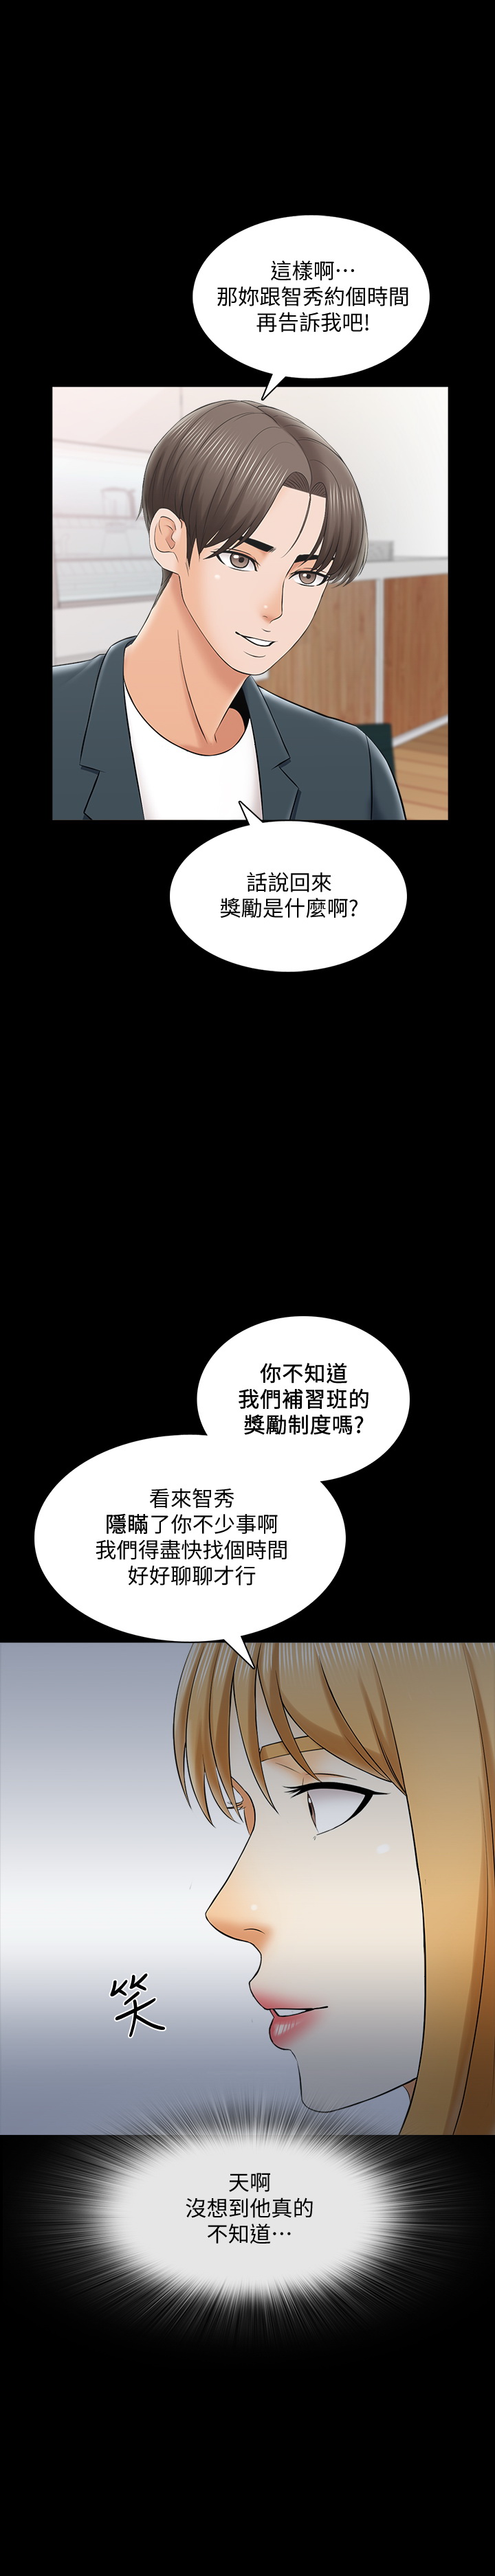 這樣啊…
那妳跟智秀約個時間
再告訴我吧!
話說回來
獎勵是什麼啊?
你不知道
我們補習班的
獎勵制度嗎?
看來智秀
隱瞞了你不少事啊
我們得盡快找個時間
好好聊聊才行
笑
天啊
沒想到他真的
不知道…